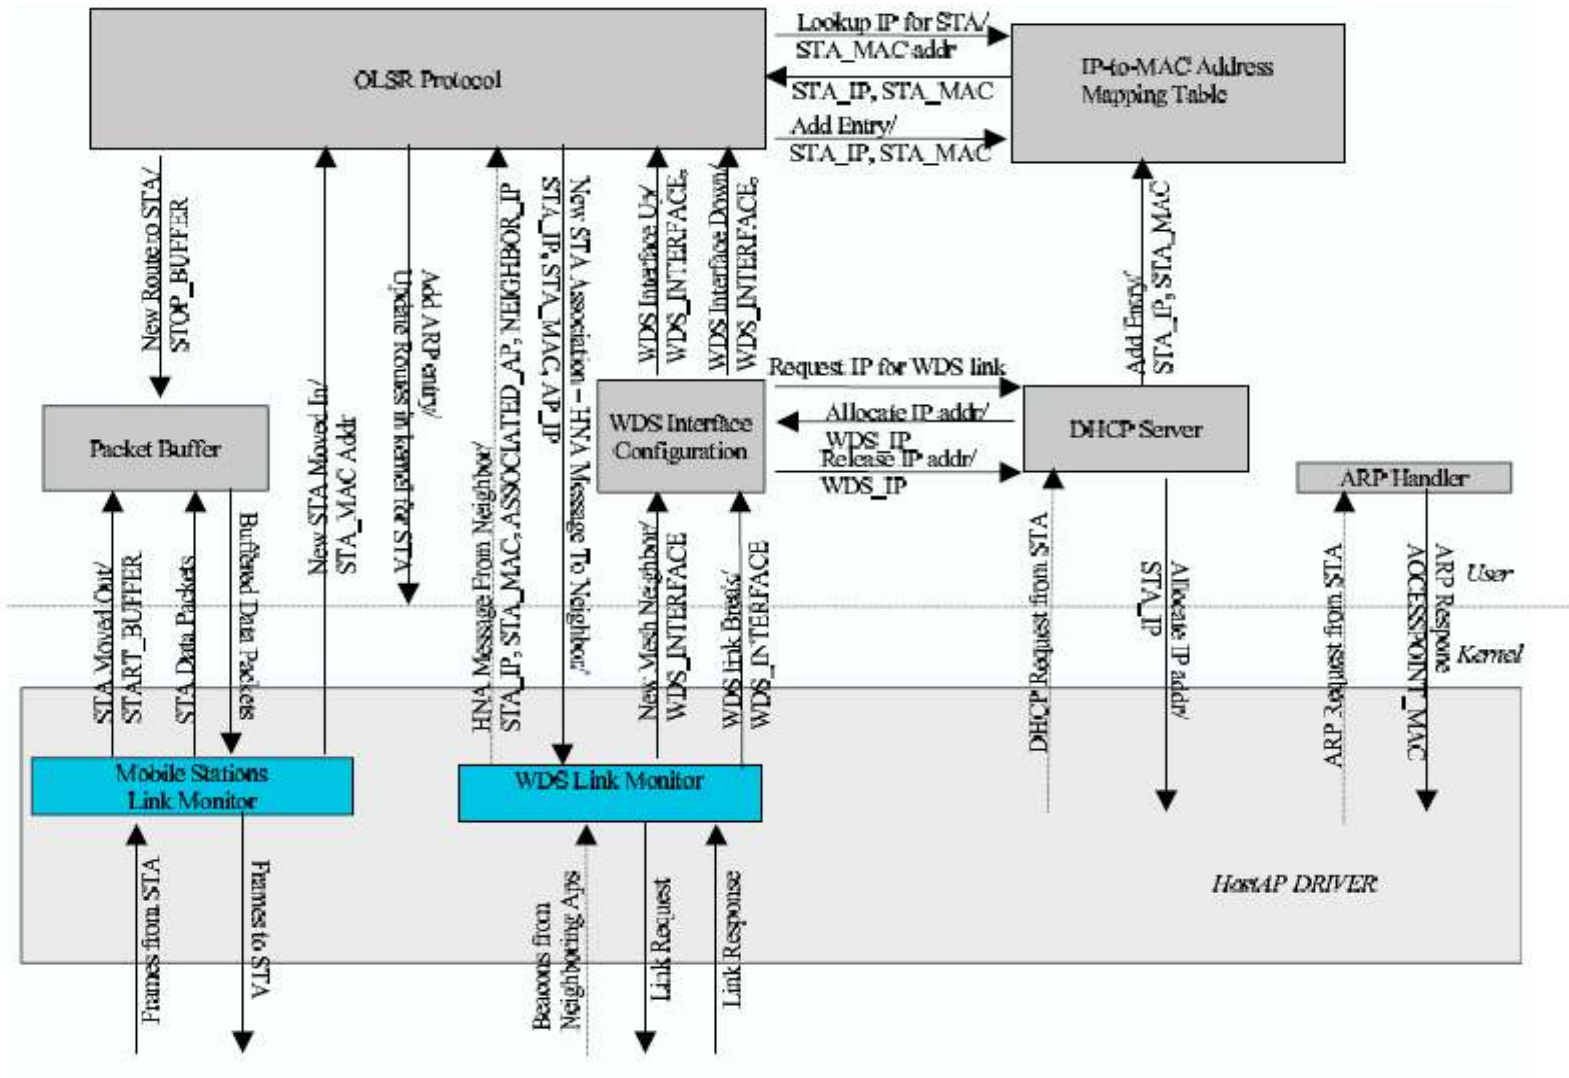 Lookup IP for STA/
STA_MAC addr
OLSR Protocol
IP-to-MAC Address
Mapping Table
STA_IP, STA_MAC
Add Entry/
STA_IP, STA_MAC
New Route to STA/
STOP_BUFFER
New STA Moved In/
STA_MAC Addr
Add ARP entry/
Update Routes in kernel for STA
HNA Message From Neighbor/
STA_IP, STA_MAC, ASSOCIATED_AP, NEIGHBOR_IP
New STA Association – HNA Message To Neighbor/
STA_IP, STA_MAC, AP_IP
WDS Interface Up/
WDS_INTERFACE,
WDS Interface Down/
WDS_INTERFACE,
Add Entry/
STA_IP, STA_MAC
Request IP for WDS link
Allocate IP addr/
WDS_IP
Release IP addr/
WDS_IP
Packet Buffer
WDS Interface
Configuration
DHCP Server
ARP Handler
STA Moved Out/
START_BUFFER
STA Data Packets
Buffered Data Packets
New Mesh Neighbor/
WDS_INTERFACE
WDS Link Break/
WDS_INTERFACE
DHCP Request from STA
Allocate IP addr/
STA_IP
ARP Request from STA
ARP Respone
ACCESSPOINT_MAC
User
Kernel
Mobile Stations
Link Monitor
WDS Link Monitor
HostAP DRIVER
Frames from STA
Frames to STA
Beacons from
Neighboting Aps
Link Request
Link Response